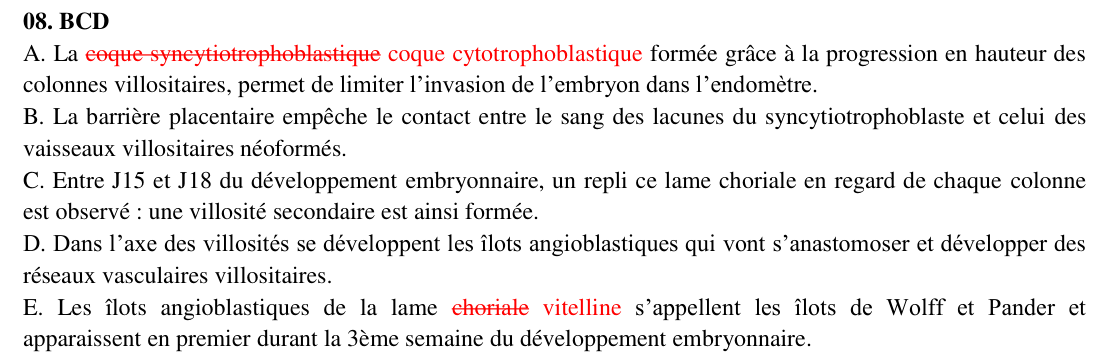 08. BCD
A. La coque syncytiotrophoblastique coque cytotrophoblastique formée grâce à la progression en hauteur des
colonnes villositaires, permet de limiter l’invasion de l’embryon dans l’endomètre.
B. La barrière placentaire empêche le contact entre le sang des lacunes du syncytiotrophoblaste et celui des
vaisseaux villositaires néoformés.
C. Entre J15 et J18 du développement embryonnaire, un repli ce lame choriale en regard de chaque colonne
est observé : une villosité secondaire est ainsi formée.
D. Dans l’axe des villosités se développent les îlots angioblastiques qui vont s’anastomoser et développer des
réseaux vasculaires villositaires.
E. Les îlots angioblastiques de la lame choriale vitelline s’appellent les îlots de Wolff et Pander et
apparaissent en premier durant la 3ème semaine du développement embryonnaire.